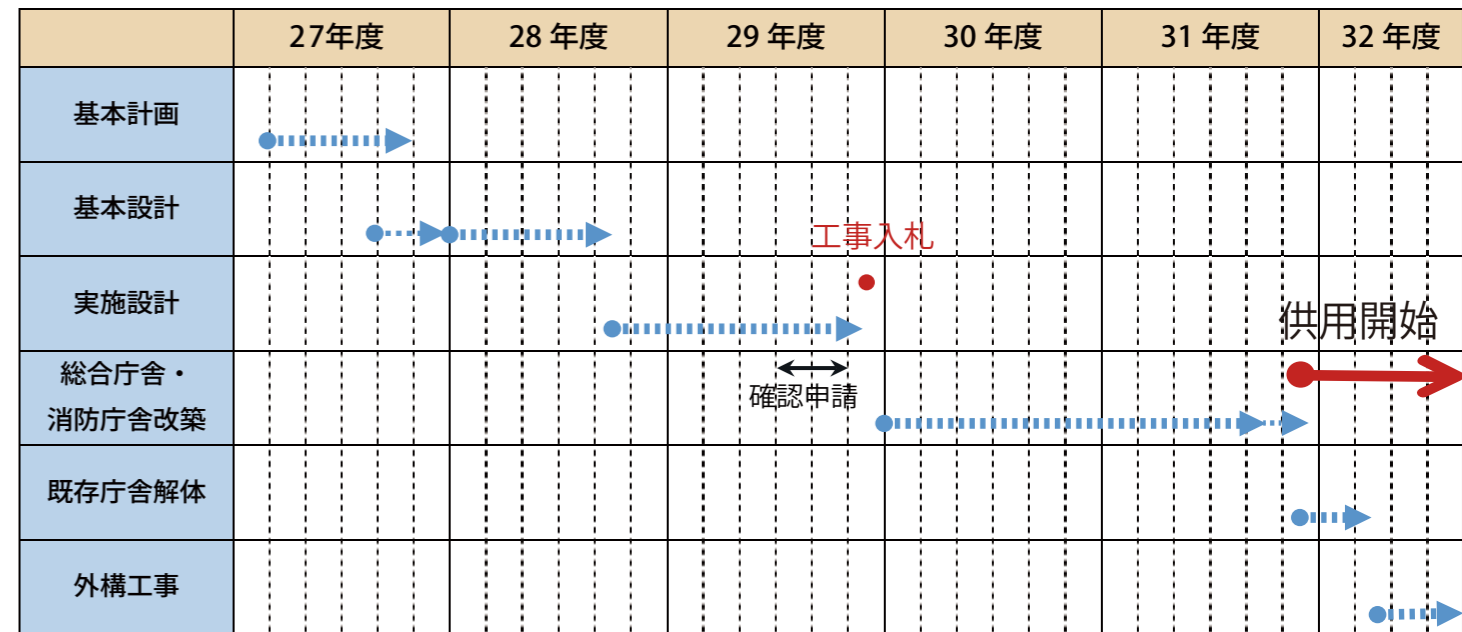 27年度 28 年度 29 年度 30 年度 31 年度 32 年度
基本計画
基本設計
工事入札
実施設計
供用開始
総合庁舎・
消防庁舎改築
確認申請
既存庁舎解体
外構工事